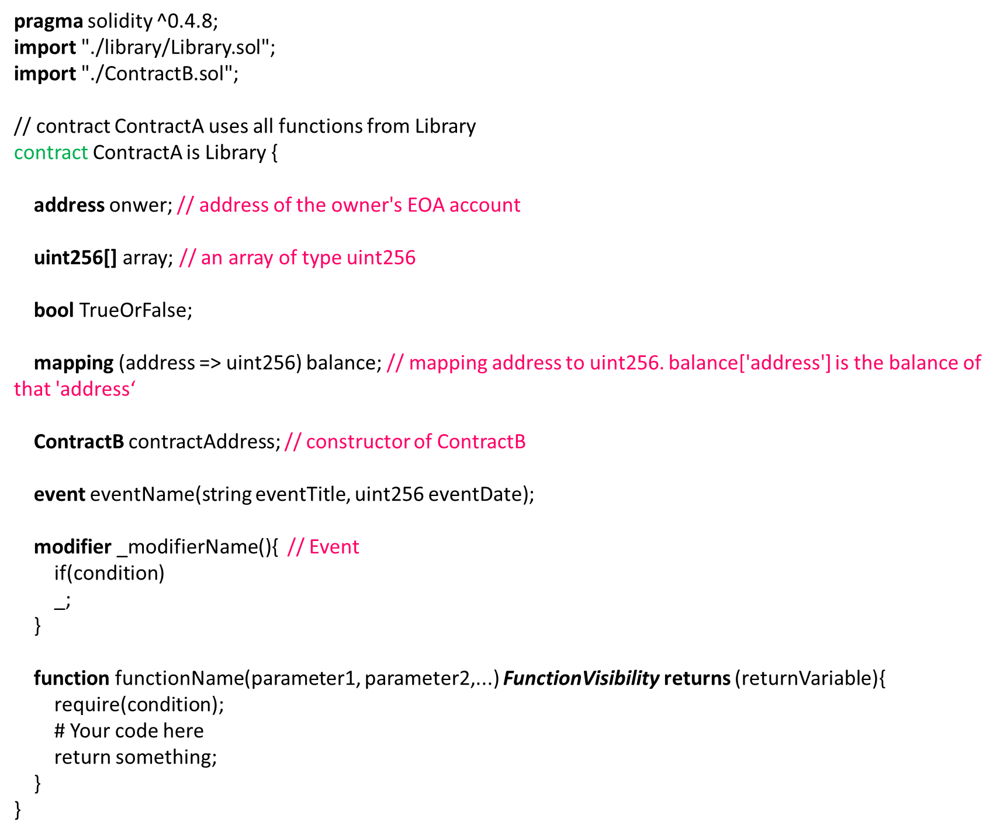 pragma solidity ^0.4.8;
import "./library/Library.sol";
import "./ContractB.sol";
// contract ContractA uses all functions from Library
contract ContractA is Library {
address onwer; // address of the owner's EOA account
uint256[] array; // an array of type uint256
bool TrueOrFalse;
mapping (address => uint256) balance; // mapping address to uint256. balance['address'] is the balance of
that 'address‘
ContractB contractAddress; // constructor of ContractB
event eventName(string eventTitle, uint256 eventDate);
modifier _modifierName(){ // Event
if(condition)
_;
}
function functionName(parameter1, parameter2,...) FunctionVisibility returns (returnVariable){
require(condition);
# Your code here
return something;
}
}